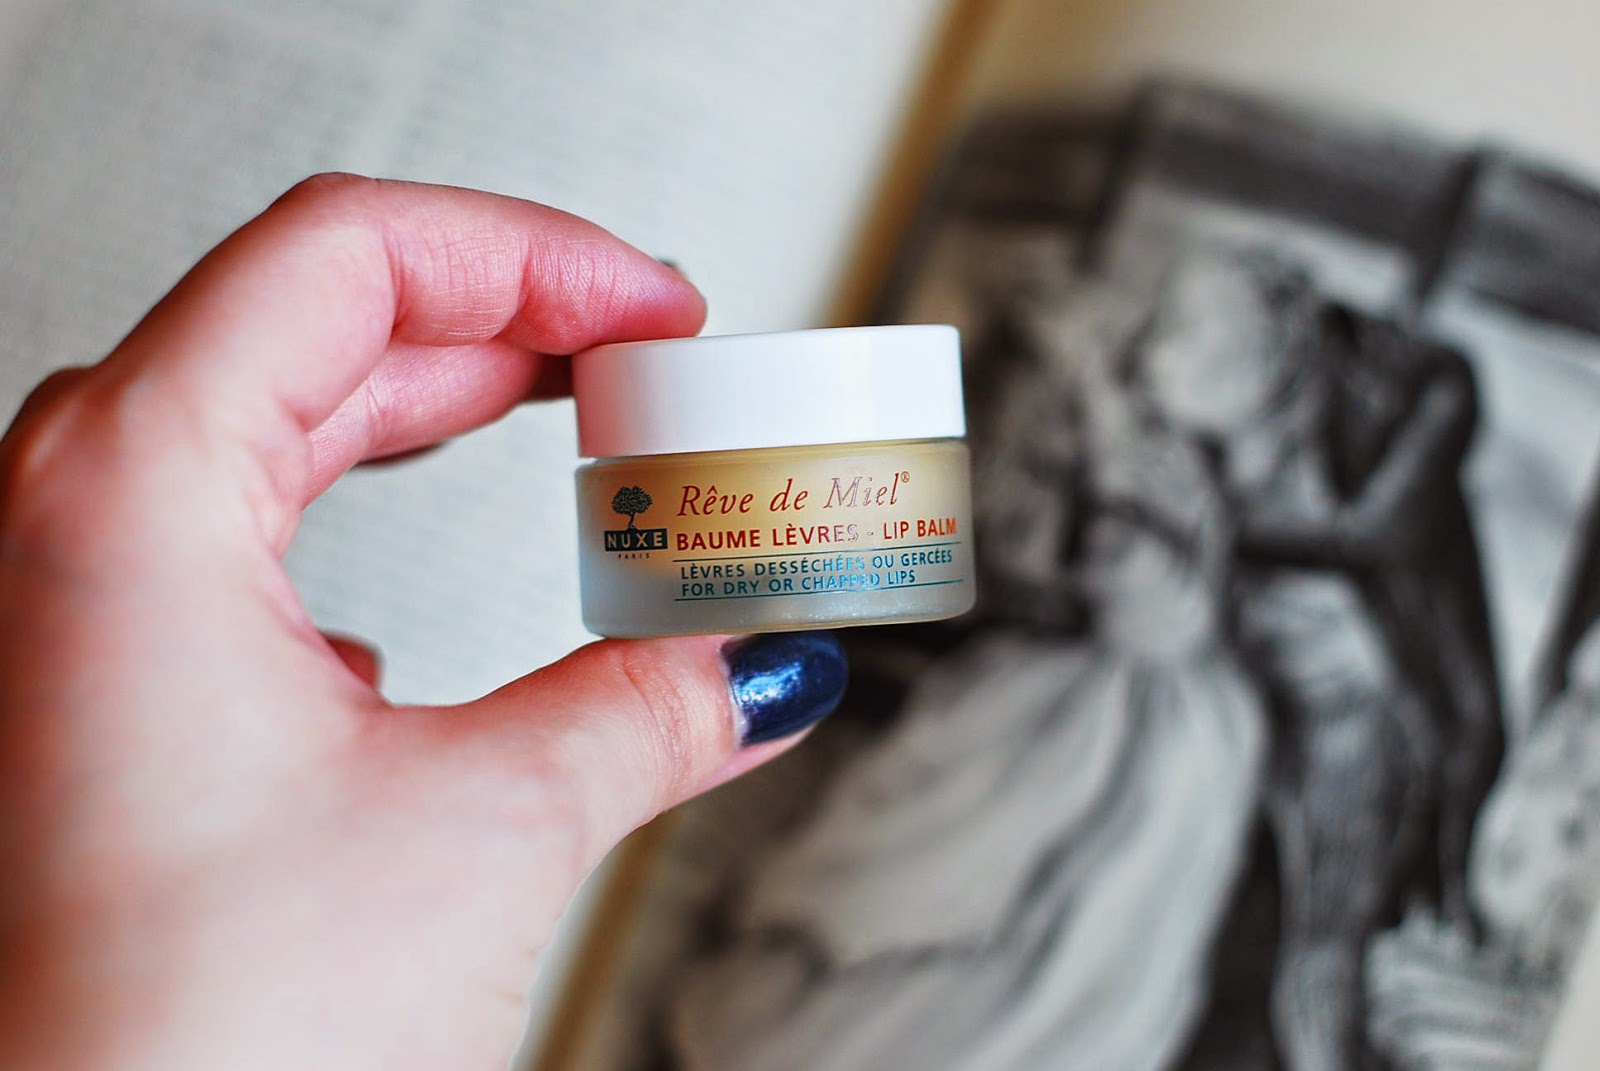 Rêve de Miel®
NUXE
PARIS
BAUME LÈVRES - LIP BALM
LÈVRES DESSÉCHÉES OU GERCÉES
FOR DRY OR CHAPPED LIPS